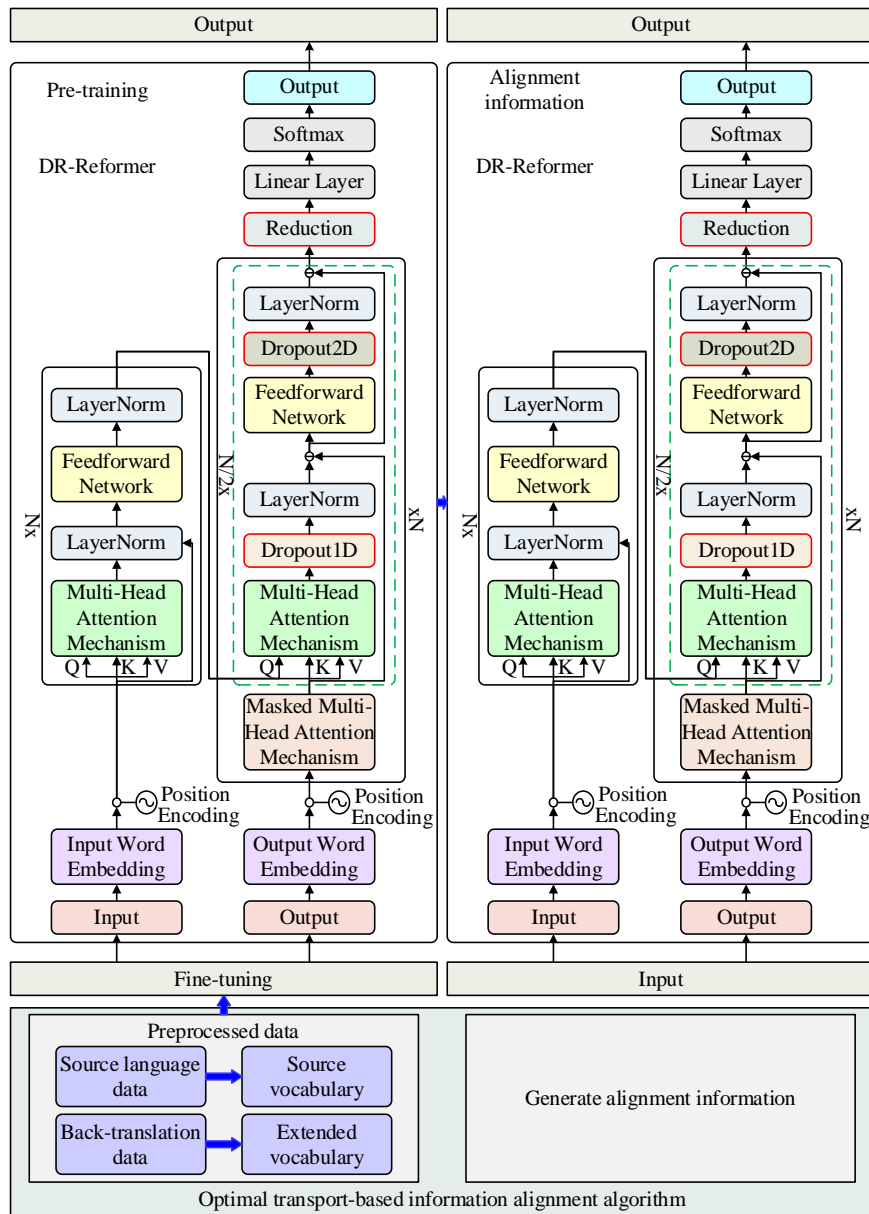 Output
Pre-training
Output
Softmax
DR-Reformer
Linear Layer
Reduction
LayerNorm
Dropout2D
Feedforward
Network
LayerNorm
Dropout1D
Multi-Head
Attention
Mechanism
Q
K
V
N/2x
xN
Masked Multi-
Head Attention
Mechanism
LayerNorm
Feedforward
Network
LayerNorm
Multi-Head
Attention
Mechanism
Q
K
V
Nx
Position
Encoding
Position
Encoding
Input Word
Embedding
Output Word
Embedding
Input
Output
Fine-tuning
Output
Alignment
information
Output
Softmax
DR-Reformer
Linear Layer
Reduction
LayerNorm
Dropout2D
Feedforward
Network
LayerNorm
Dropout1D
Multi-Head
Attention
Mechanism
Q
K
V
N/2x
xN
Masked Multi-
Head Attention
Mechanism
LayerNorm
Feedforward
Network
LayerNorm
Multi-Head
Attention
Mechanism
Q
K
V
Nx
Position
Encoding
Position
Encoding
Input Word
Embedding
Output Word
Embedding
Input
Output
Input
Preprocessed data
Source language
data
Source
vocabulary
Back-translation
data
Extended
vocabulary
Generate alignment information
Optimal transport-based information alignment algorithm